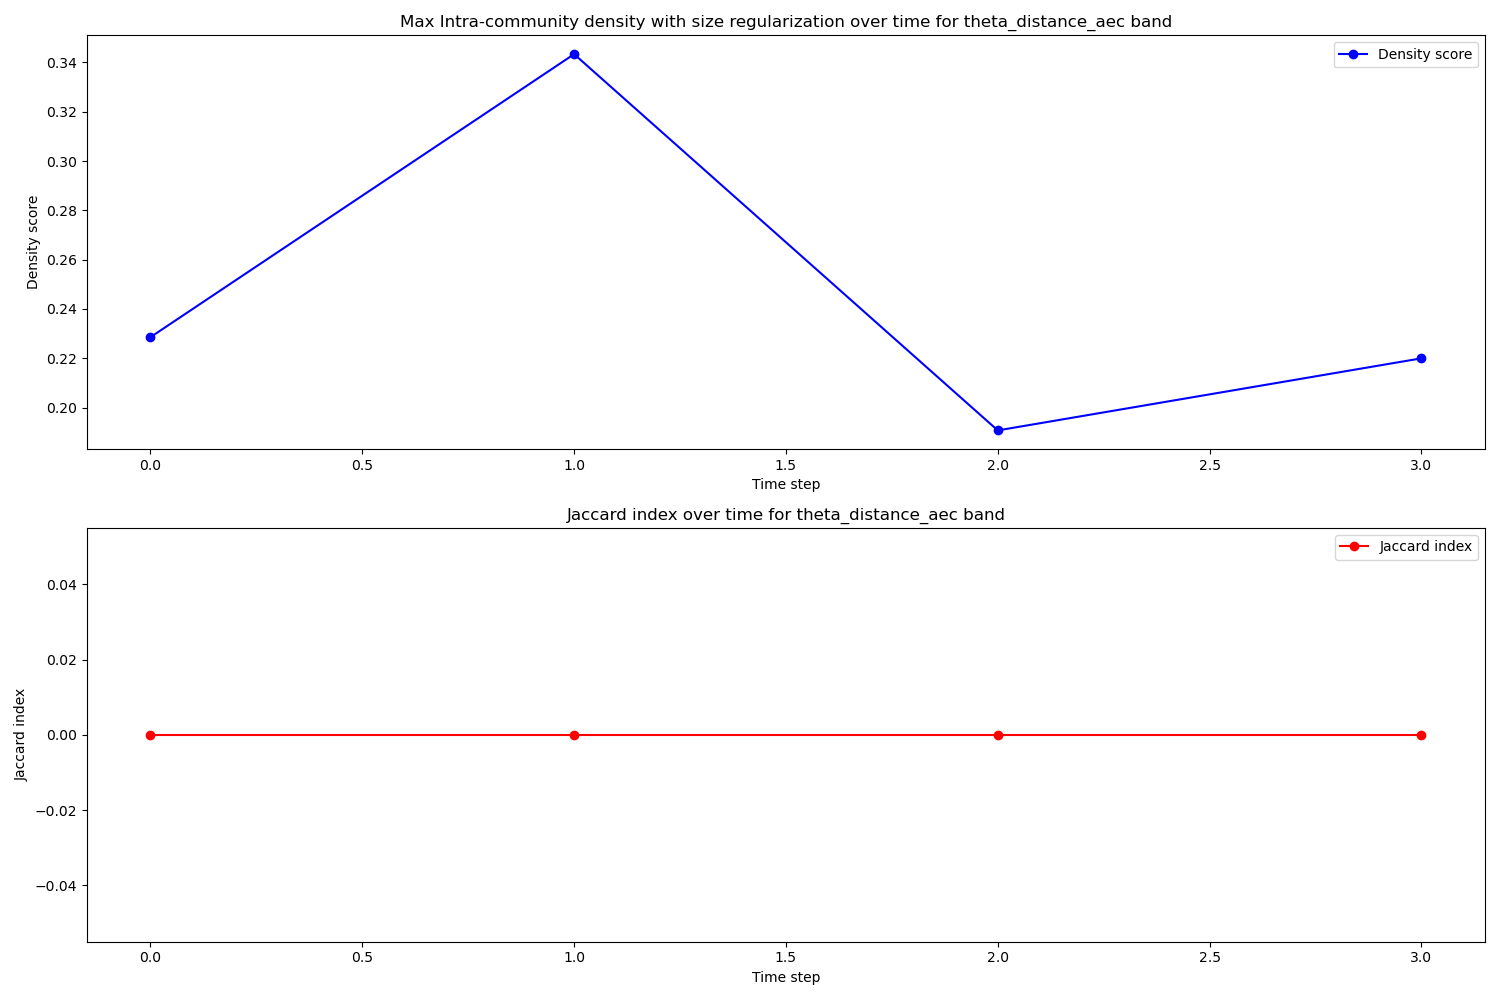 Max Intra-community density with size regularization over time for theta_distance_aec band
Density score
0.34
0.32
0.30
0.28
0.26
0.24
0.22
0.20
Density score
0.0 0.5 1.0 1.5 2.0 2.5 3.0
Time step
Jaccard index over time for theta_distance_aec band
Jaccard index
0.04
0.02
0.00
−0.02
−0.04
Jaccard index
0.0 0.5 1.0 1.5 2.0 2.5 3.0
Time step